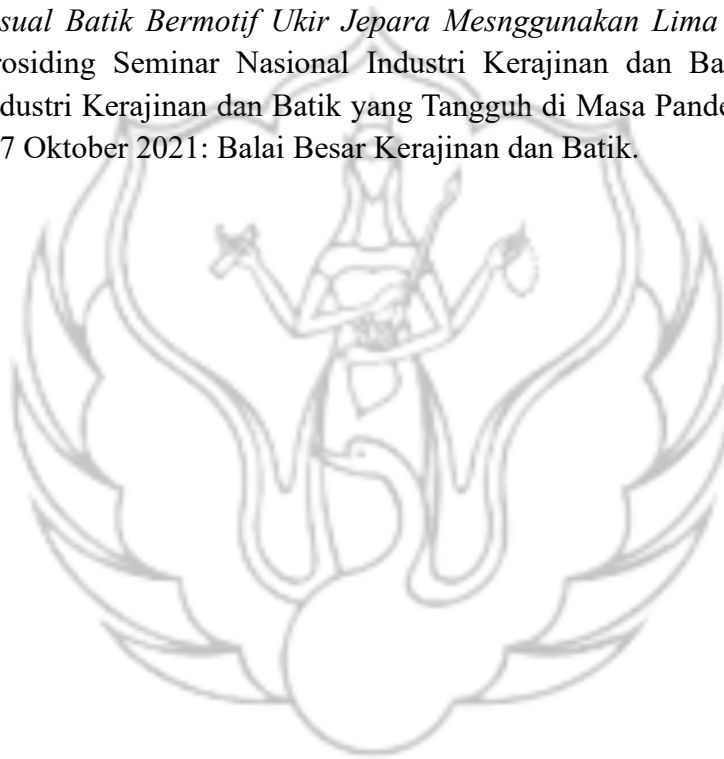 sual Batik Bermotif Ukir Jepara Mesnggunakan Lima
rosiding Seminar Nasional Industri Kerajinan dan Ba
dustri Kerajinan dan Batik yang Tangguh di Masa Pande
7 Oktober 2021: Balai Besar Kerajinan dan Batik.